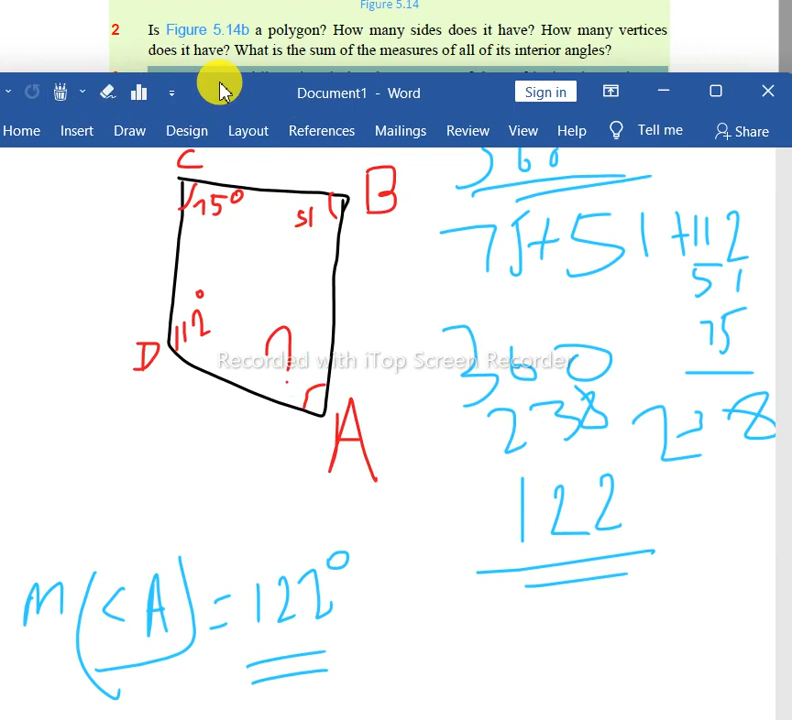 Figure 5.14
2 Is Figure 5.14b a polygon? How many sides does it have? How many vertices
does it have? What is the sum of the measures of all of its interior angles?
Document1 - Word
Sign in
Home Insert Draw Design Layout References Mailings Review View Help Tell me Share
360
C
75°
51
B
75+51+112
51
75
238
112°
D
?
A
Recorded with iTop Screen Recorder
360
238
122
m(<A) = 122°